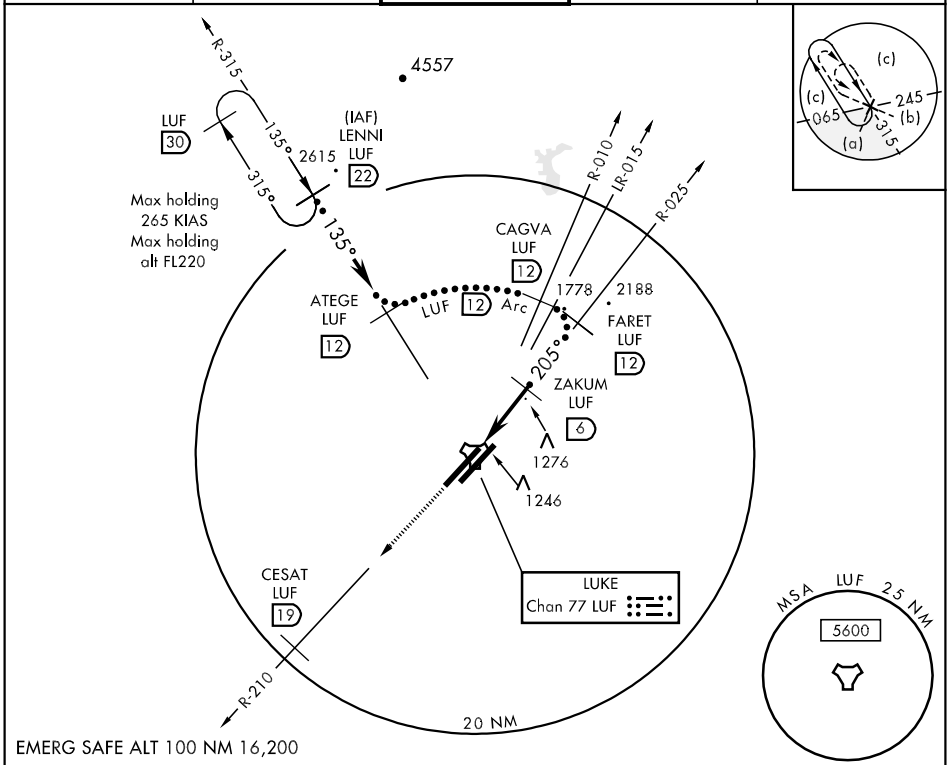 R-315
4557
LUF
30
135°
315°
(IAF)
LENNI
LUF
22
2615
Max holding
265 KIAS
Max holding
alt FL220
135°
ATEGE
LUF
12
LUF 12 Arc
CAGVA
LUF
12
R-010
LR-015
R-025
1778
2188
FARET
LUF
12
205°
ZAKUM
LUF
6
1276
1246
LUKE
Chan 77 LUF
CESAT
LUF
19
R-210
20 NM
EMERG SAFE ALT 100 NM 16,200
(c)
(c)
245
065
(b)
(a)
315
MSA LUF 25 NM
5600